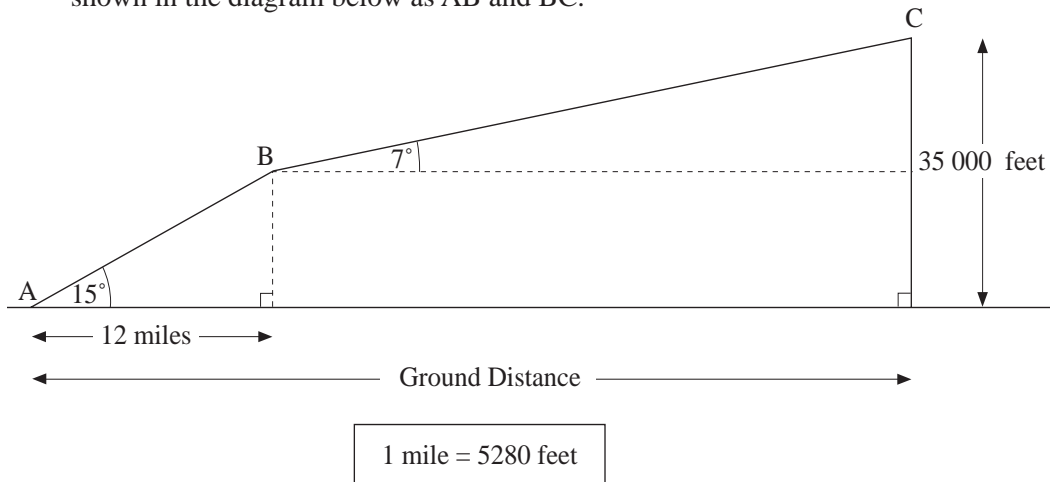 shown in the diagram below as AB and BC.
C
B
7°
35 000 feet
A
15°
12 miles
Ground Distance
1 mile = 5280 feet